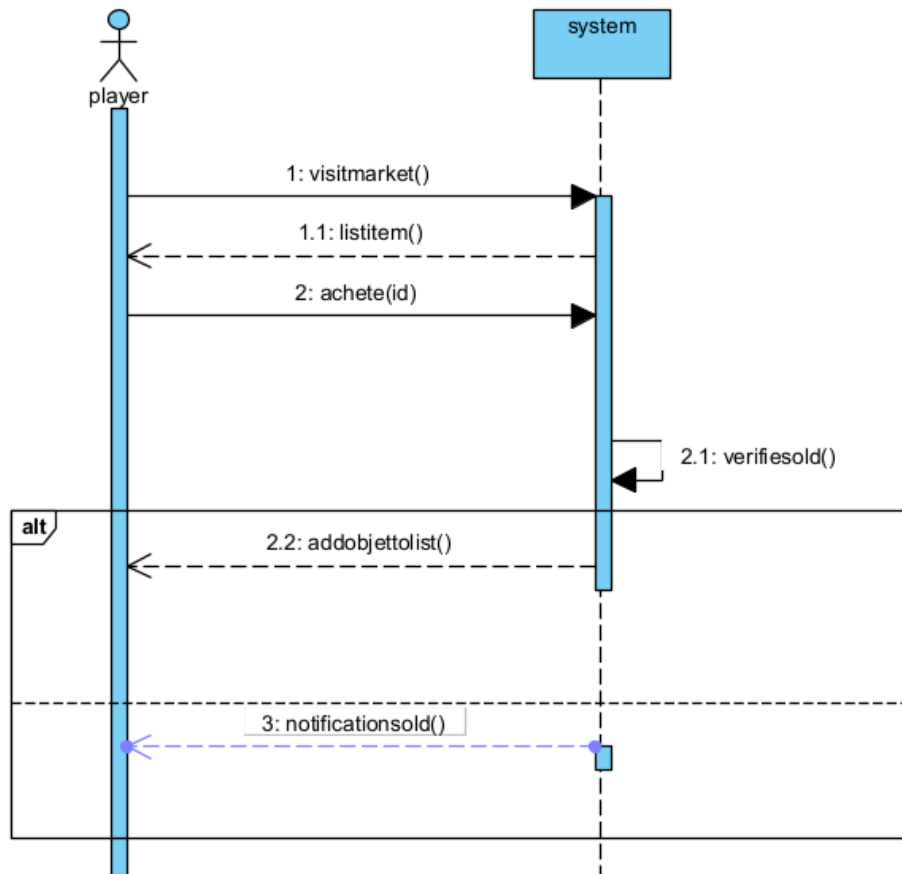 system
player
1: visitmarket()
1.1: listitem()
2: achete(id)
2.1: verifiesold()
alt
2.2: addobjettolist()
3: notificationsold()